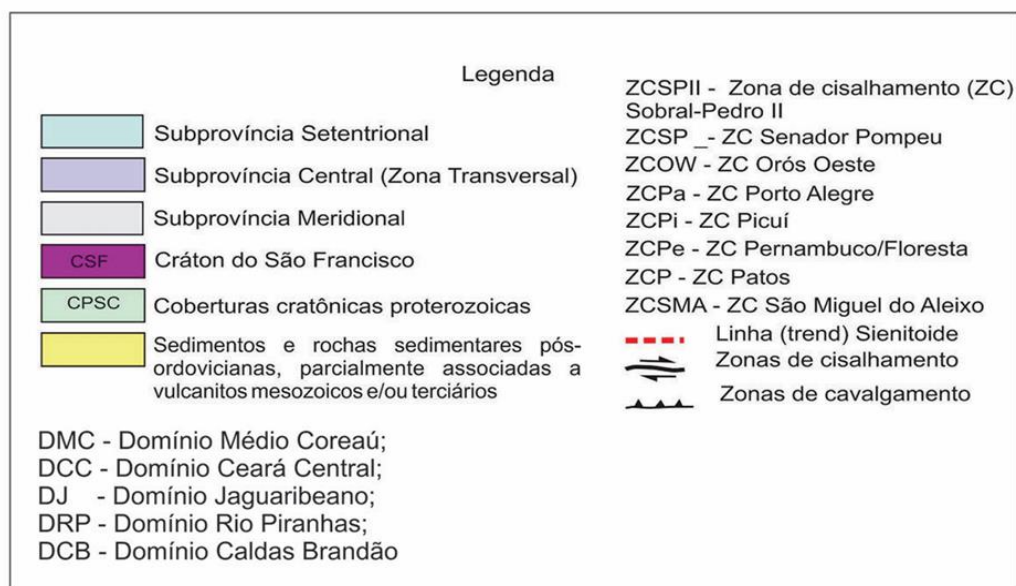 Legenda
Subprovíncia Setentrional
Subprovíncia Central (Zona Transversal)
Subprovíncia Meridional
CSF Cráton do São Francisco
CPSC Coberturas cratônicas proterozoicas
Sedimentos e rochas sedimentares pós-
ordovicianas, parcialmente associadas a
vulcanitos mesozoicos e/ou terciários
DMC - Domínio Médio Coreaú;
DCC - Domínio Ceará Central;
DJ - Domínio Jaguaribeano;
DRP - Domínio Rio Piranhas;
DCB - Domínio Caldas Brandão
ZCSPII - Zona de cisalhamento (ZC)
Sobral-Pedro II
ZCSP _- ZC Senador Pompeu
ZCOW - ZC Orós Oeste
ZCPa - ZC Porto Alegre
ZCPi - ZC Picuí
ZCPe - ZC Pernambuco/Floresta
ZCP - ZC Patos
ZCSMA - ZC São Miguel do Aleixo
Linha (trend) Sienitoide
Zonas de cisalhamento
Zonas de cavalgamento